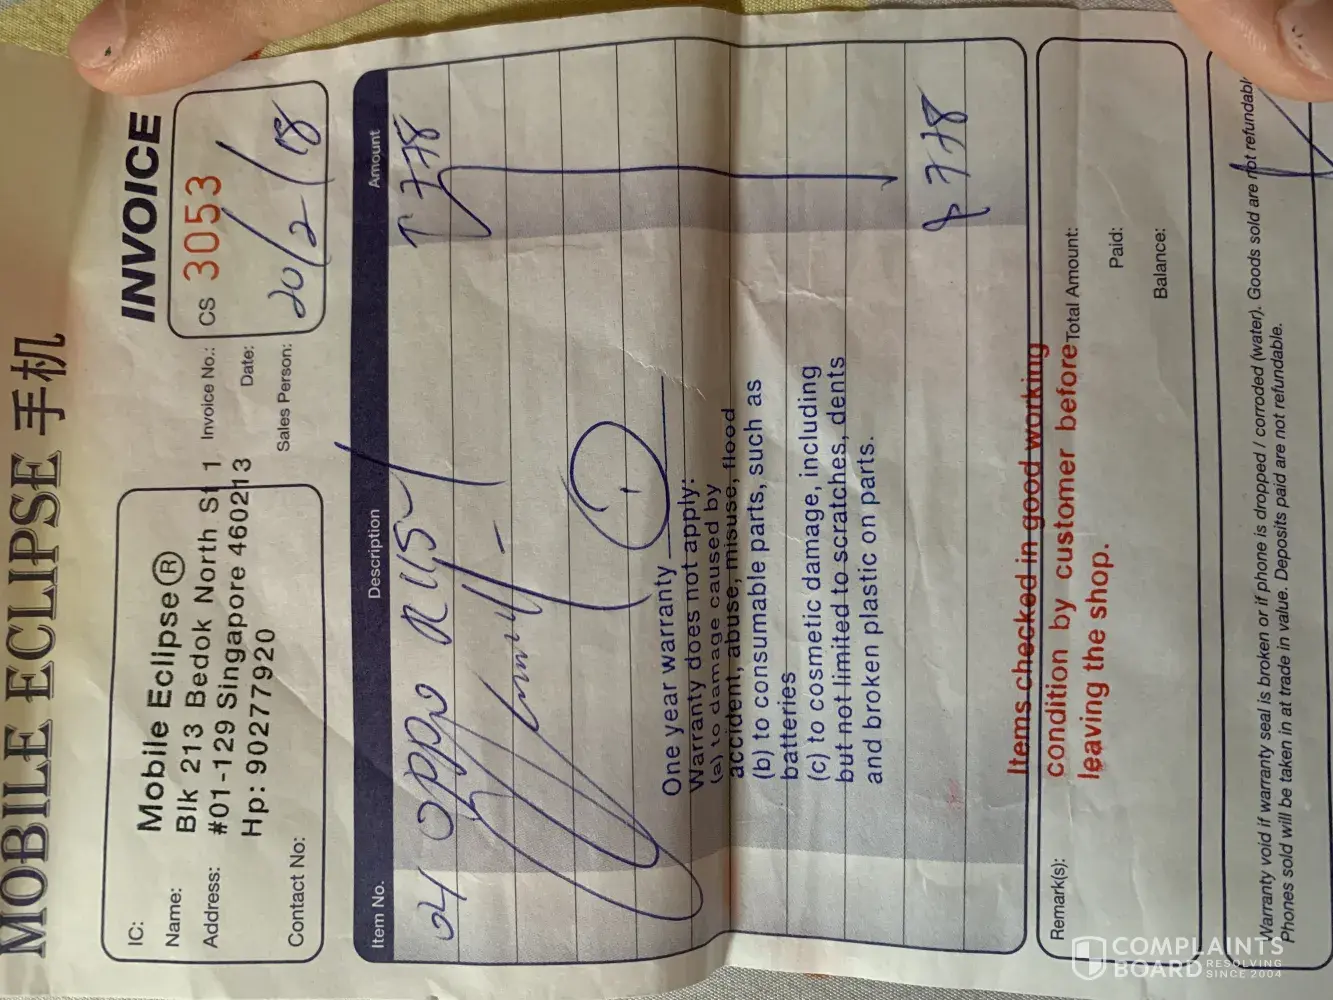 MOBILE ECLIPSE 手机
INVOICE
IC:
Name: Mobile Eclipse®
Address: Blk 213 Bedok North St 1
#01-129 Singapore 460213
Hp: 90277920
Contact No:
Invoice No.: CS 3053
Date: 20/2/18
Sales Person:
Item No. Description Amount
Oppo 778
One year warranty
Warranty does not apply:
(a) to damage caused by
accident, abuse, misuse, flood
(b) to consumable parts, such as
batteries
(c) to cosmetic damage, including
but not limited to scratches, dents
and broken plastic on parts.
$ 778
Items checked in good working
condition by customer before
leaving the shop.
Remark(s):
Total Amount:
Paid:
Balance:
Warranty void if warranty seal is broken or if phone is dropped / corroded (water). Goods sold are not refundable
Phones sold will be taken in at trade in value. Deposits paid are not refundable.
COMPLAINTS
BOARD RESOLVING
SINCE 2004